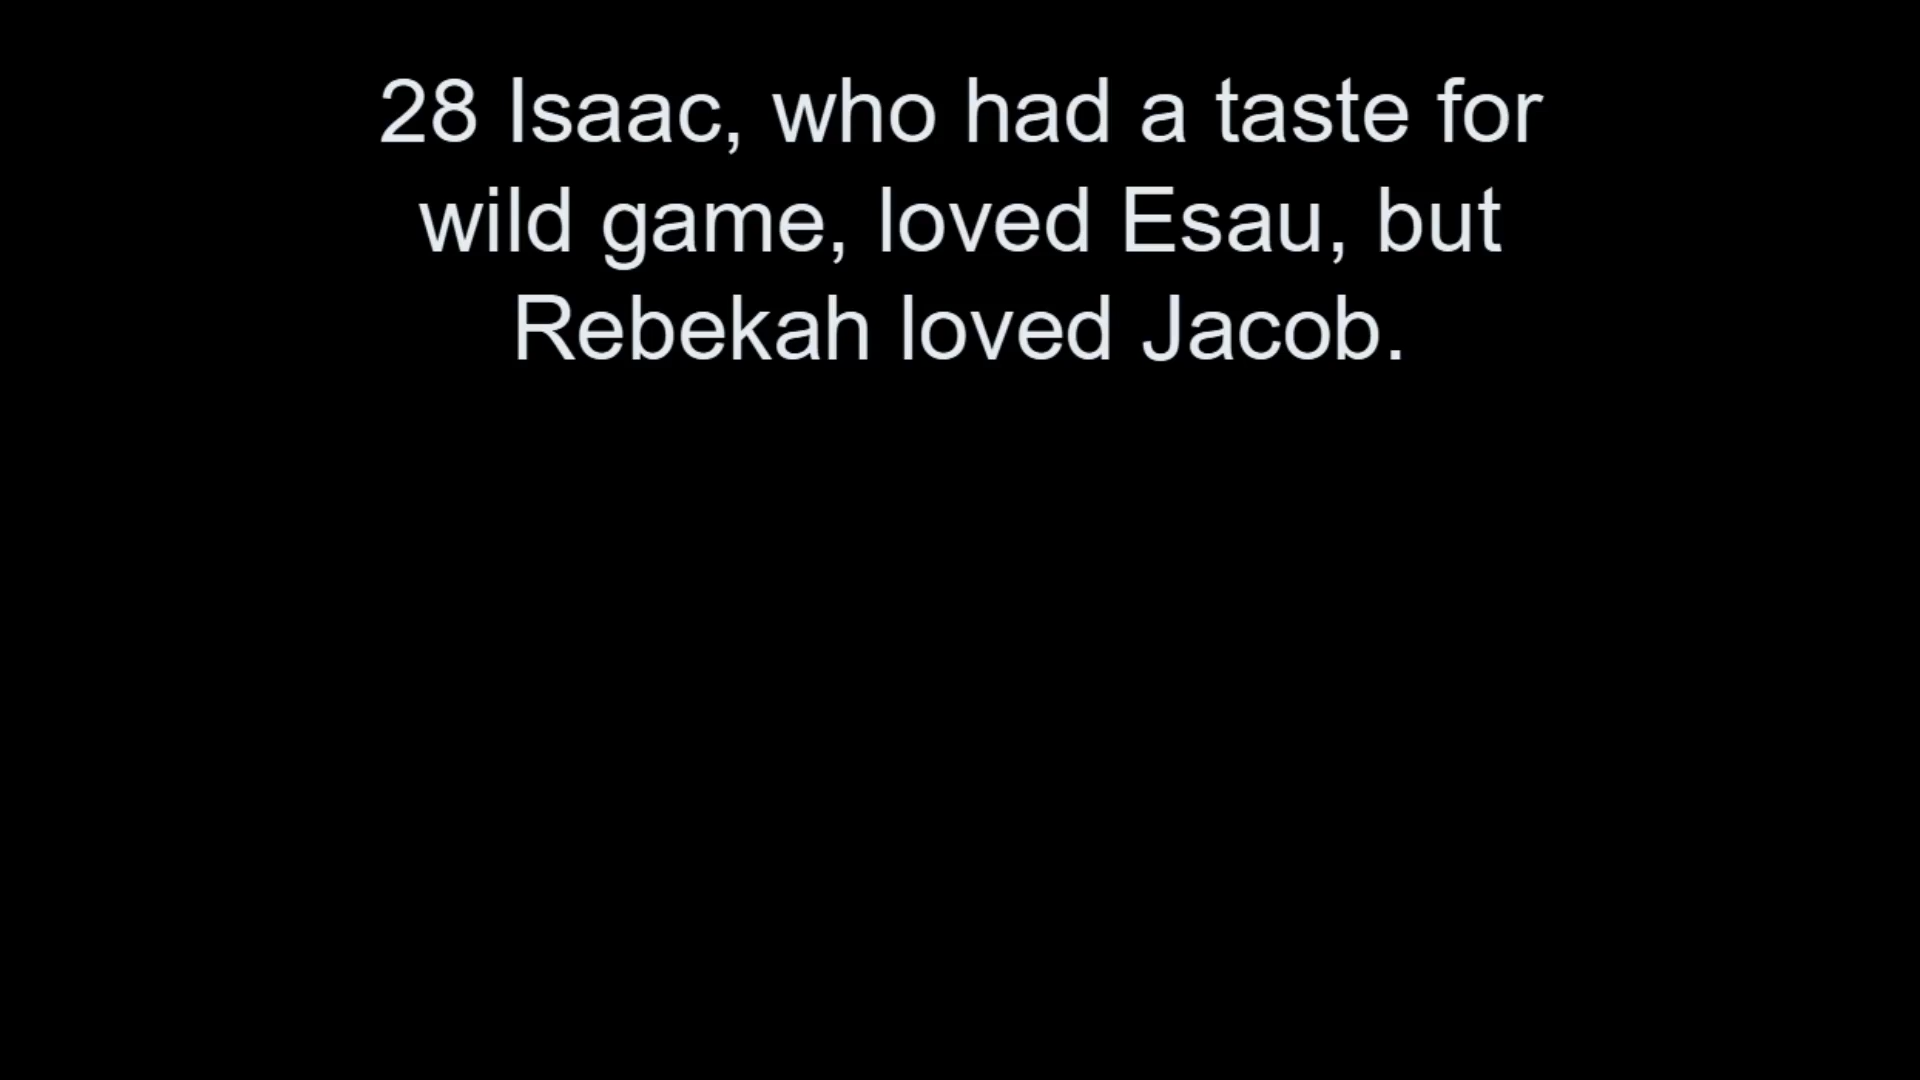 28 Isaac, who had a taste for
wild game, loved Esau, but
Rebekah loved Jacob.